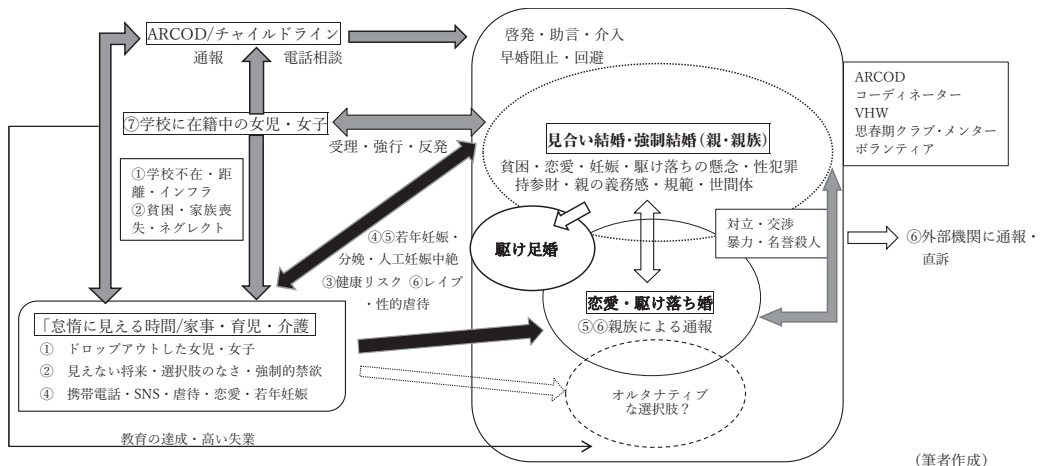 ARCOD/チャイルドライン
通報　電話相談
啓発・助言・介入
早婚阻止・回避
ARCOD
コーディネーター
VHW
思春期クラブ・メンター
ボランティア
⑦学校に在籍中の女児・女子
受理・強行・反発
見合い結婚・強制結婚（親・親族）
貧困・恋愛・妊娠・駆け落ちの懸念・性犯罪
持参財・親の義務感・規範・世間体
①学校不在・距
離・インフラ
②貧困・家族喪
失・ネグレクト
④⑤若年妊娠・
分娩・人工妊娠中絶
③健康リスク ⑥レイプ
・性的虐待
駆け足婚
対立・交渉
暴力・名誉殺人
⑥外部機関に通報・
直訴
恋愛・駆け落ち婚
⑤⑥親族による通報
「怠惰に見える時間/家事・育児・介護
①　ドロップアウトした女児・女子
②　見えない将来・選択肢のなさ・強制的禁欲
④　携帯電話・SNS・虐待・恋愛・若年妊娠
オルタナティブ
な選択肢？
教育の達成・高い失業
（筆者作成）